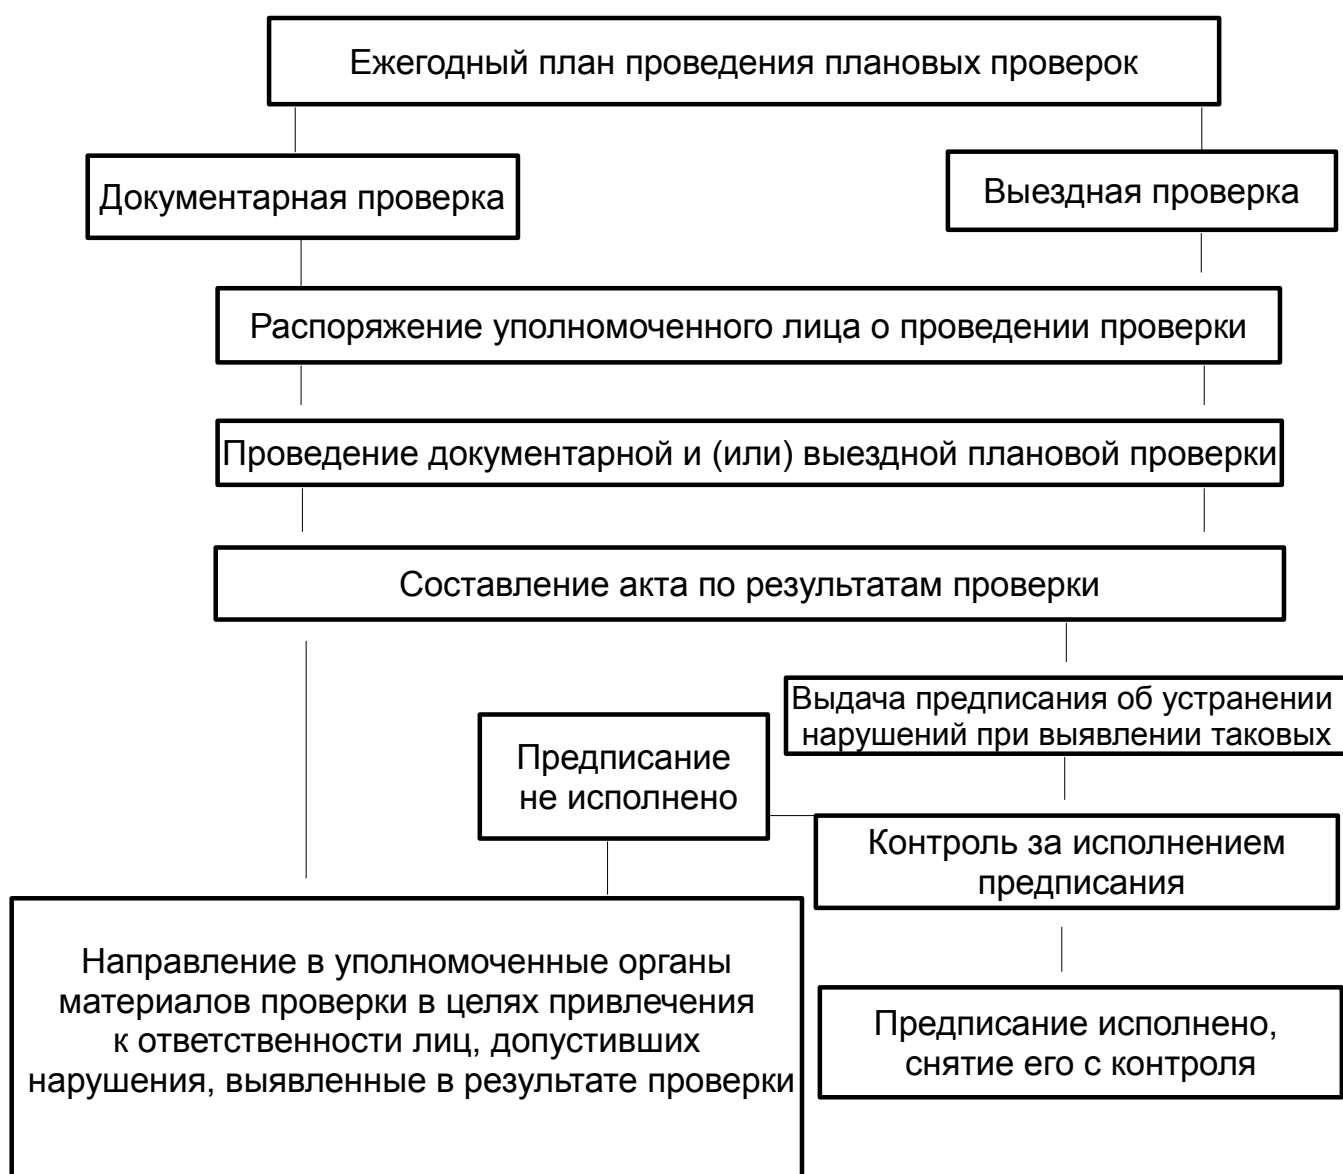 Ежегодный план проведения плановых проверок
Документарная проверка
Выездная проверка
Распоряжение уполномоченного лица о проведении проверки
Проведение документарной и (или) выездной плановой проверки
Составление акта по результатам проверки
Выдача предписания об устранении
нарушений при выявлении таковых
Предписание
не исполнено
Контроль за исполнением
предписания
Направление в уполномоченные органы
материалов проверки в целях привлечения
к ответственности лиц, допустивших
нарушения, выявленные в результате проверки
Предписание исполнено,
снятие его с контроля